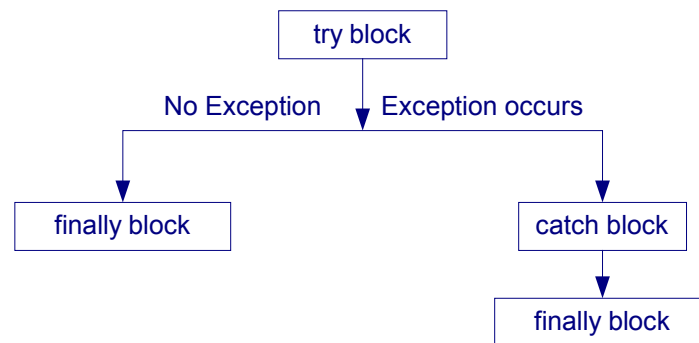 try block
No Exception
Exception occurs
finally block
catch block
finally block